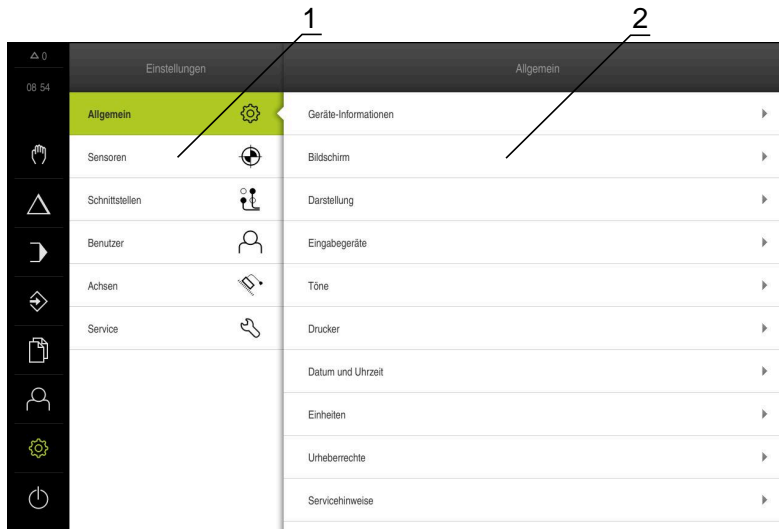 1
2
0
08 54
Einstellungen
Allgemein
Allgemein
Sensoren
Schnittstellen
Benutzer
Achsen
Service
Geräte-Informationen
Bildschirm
Darstellung
Eingabegeräte
Töne
Drucker
Datum und Uhrzeit
Einheiten
Urheberrechte
Servicehinweise